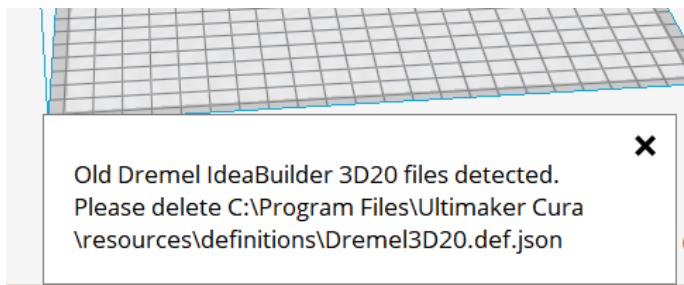 Old Dremel IdeaBuilder 3D20 files detected.
Please delete C:\Program Files\Ultimaker Cura
\resources\definitions\Dremel3D20.def.json